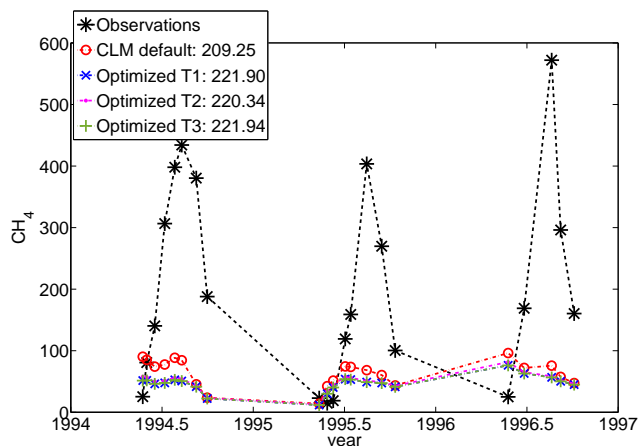 Observations
CLM default: 209.25
Optimized T1: 221.90
Optimized T2: 220.34
Optimized T3: 221.94
600
500
400
300
200
100
0
CH4
1994
1994.5
1995
1995.5
1996
1996.5
1997
year